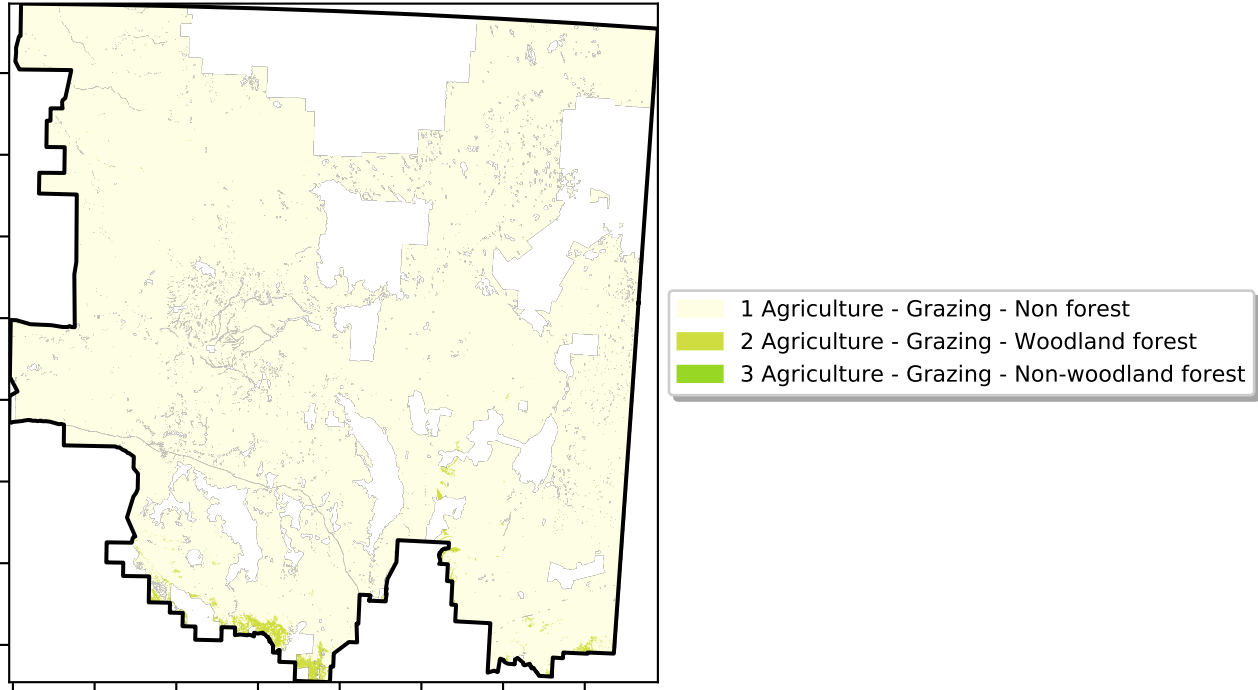 1 Agriculture - Grazing - Non forest
2 Agriculture - Grazing - Woodland forest
3 Agriculture - Grazing - Non-woodland forest